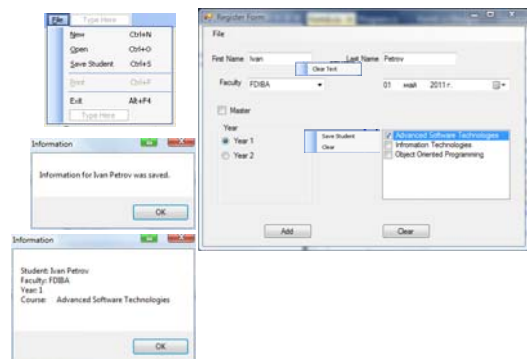 File Type Here
New Ctrl+N
Open Ctrl+O
Save Student Ctrl+S
Print Ctrl+P
Exit Alt+F4
Type Here
Information
Information for Ivan Petrov was saved.
OK
Information
Student: Ivan Petrov
Faculty: FDIBA
Year: 1
Course: Advanced Software Technologies
OK
Register Form
File
First Name Ivan Last Name Petrov
Clear Text
Faculty FDIBA 01 май 2011 г.
Master
Year
Year 1
Year 2
Save Student
Clear
Advanced Software Technologies
Infromation Technologies
Object Oriented Programming
Add Clear